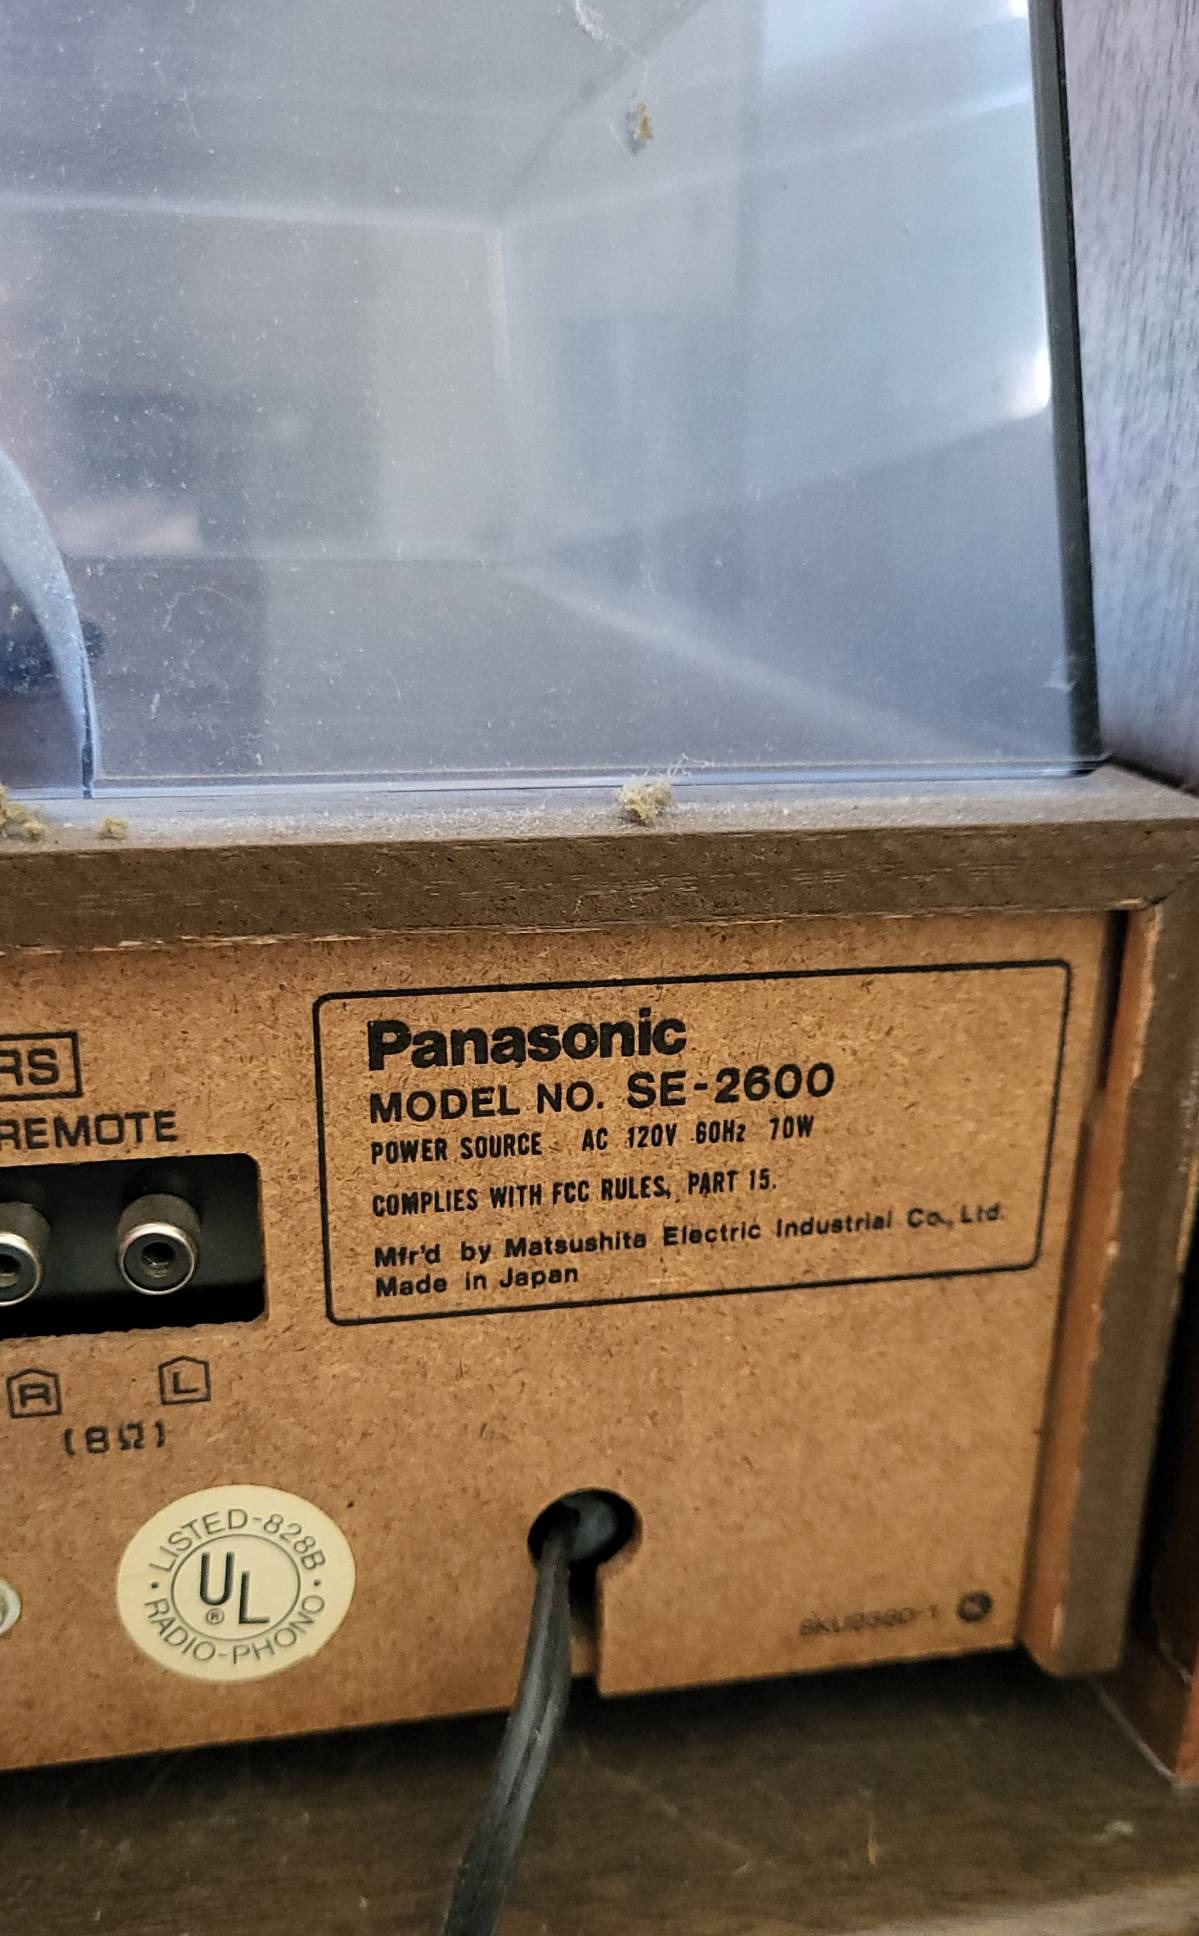 Panasonic
MODEL NO. SE-2600
POWER SOURCE AC 120V 60Hz 70W
COMPLIES WITH FCC RULES, PART 15.
Mfr'd by Matsushita Electric Industrial Co., Ltd.
Made in Japan
RS
REMOTE
R L
(8Ω)
LISTED-828B
UL
®
RADIO-PHONO